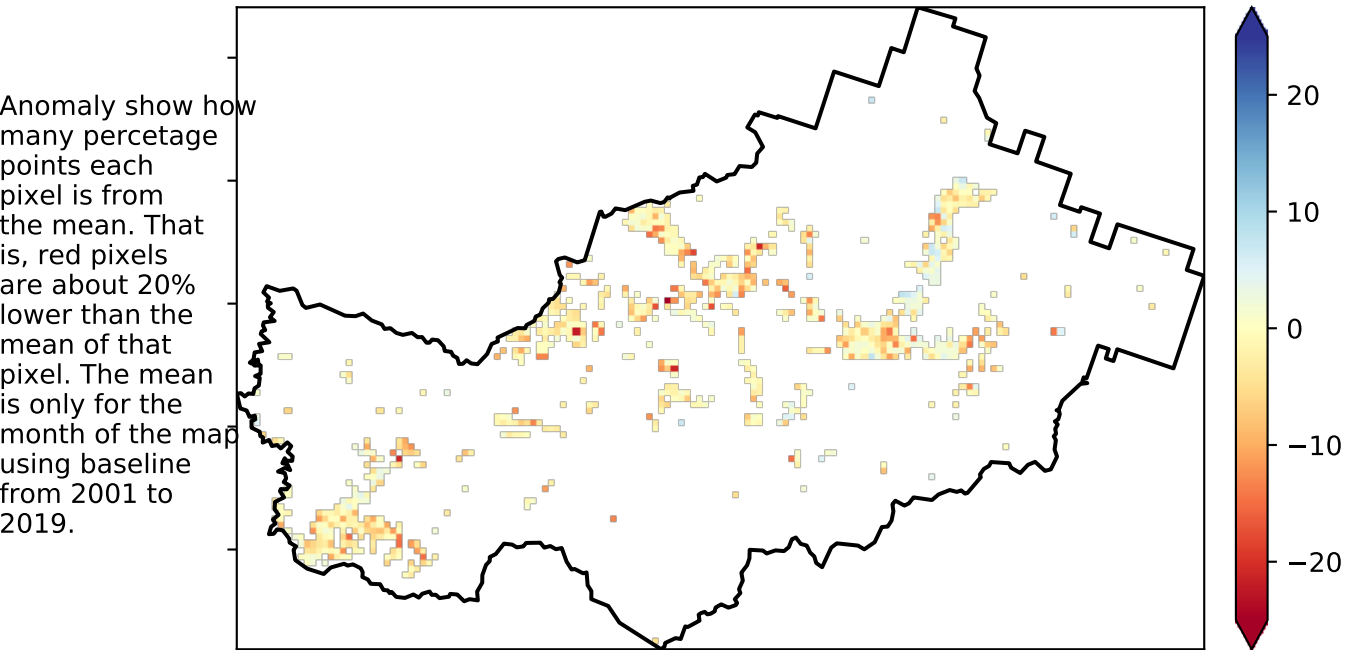 Anomaly show how
many percetage
points each
pixel is from
the mean. That
is, red pixels
are about 20%
lower than the
mean of that
pixel. The mean
is only for the
month of the map
using baseline
from 2001 to
2019.
20
10
0
−10
−20